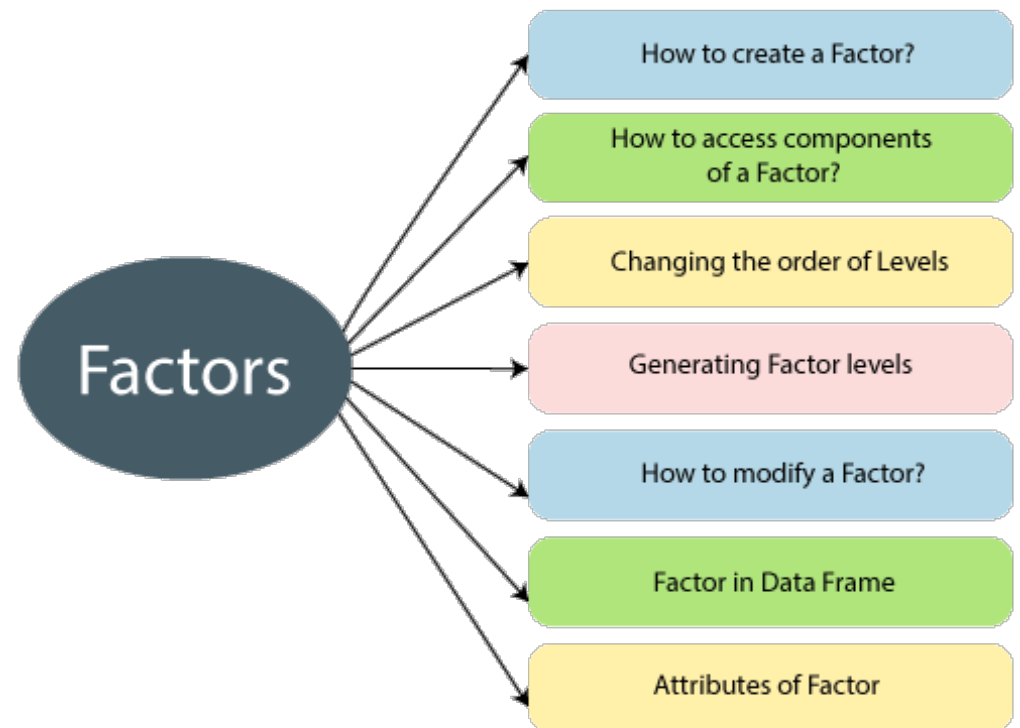 How to create a Factor?
How to access components
of a Factor?
Changing the order of Levels
Factors
Generating Factor levels
How to modify a Factor?
Factor in Data Frame
Attributes of Factor